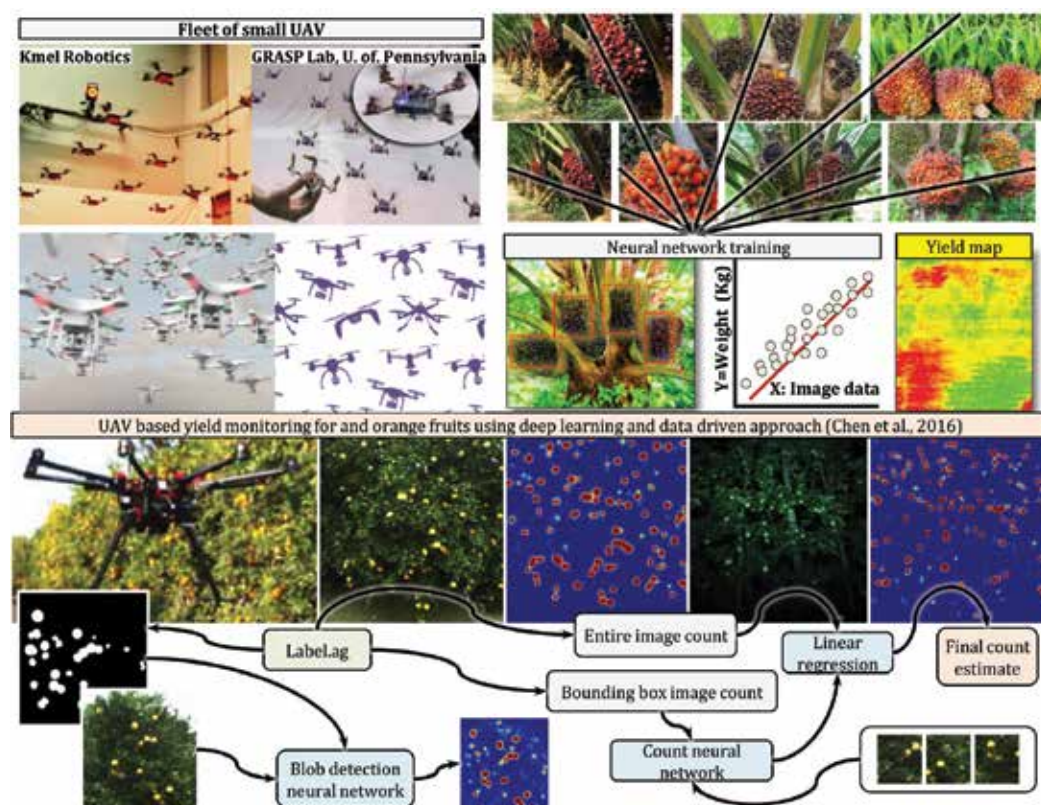 Fleet of small UAV
Kmel Robotics
GRASP Lab, U. of. Pennsylvania
Neural network training
Yield map
Y=Weight (Kg)
X: Image data
UAV based yield monitoring for and orange fruits using deep learning and data driven approach (Chen et al., 2016)
Label.ag
Entire image count
Linear
regression
Final count
estimate
Bounding box image count
Blob detection
neural network
Count neural
network